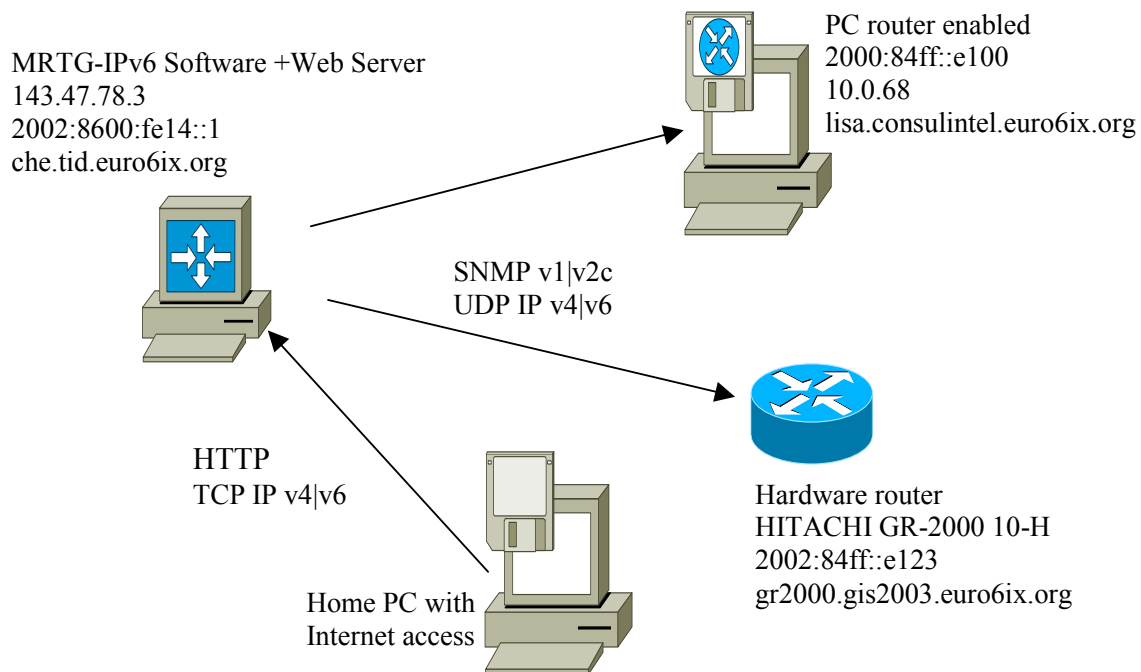 MRTG-IPv6 Software +Web Server
143.47.78.3
2002:8600:fe14::1
che.tid.euro6ix.org
PC router enabled
2000:84ff::e100
10.0.68
lisa.consulintel.euro6ix.org
SNMP v1|v2c
UDP IP v4|v6
HTTP
TCP IP v4|v6
Home PC with
Internet access
Hardware router
HITACHI GR-2000 10-H
2002:84ff::e123
gr2000.gis2003.euro6ix.org